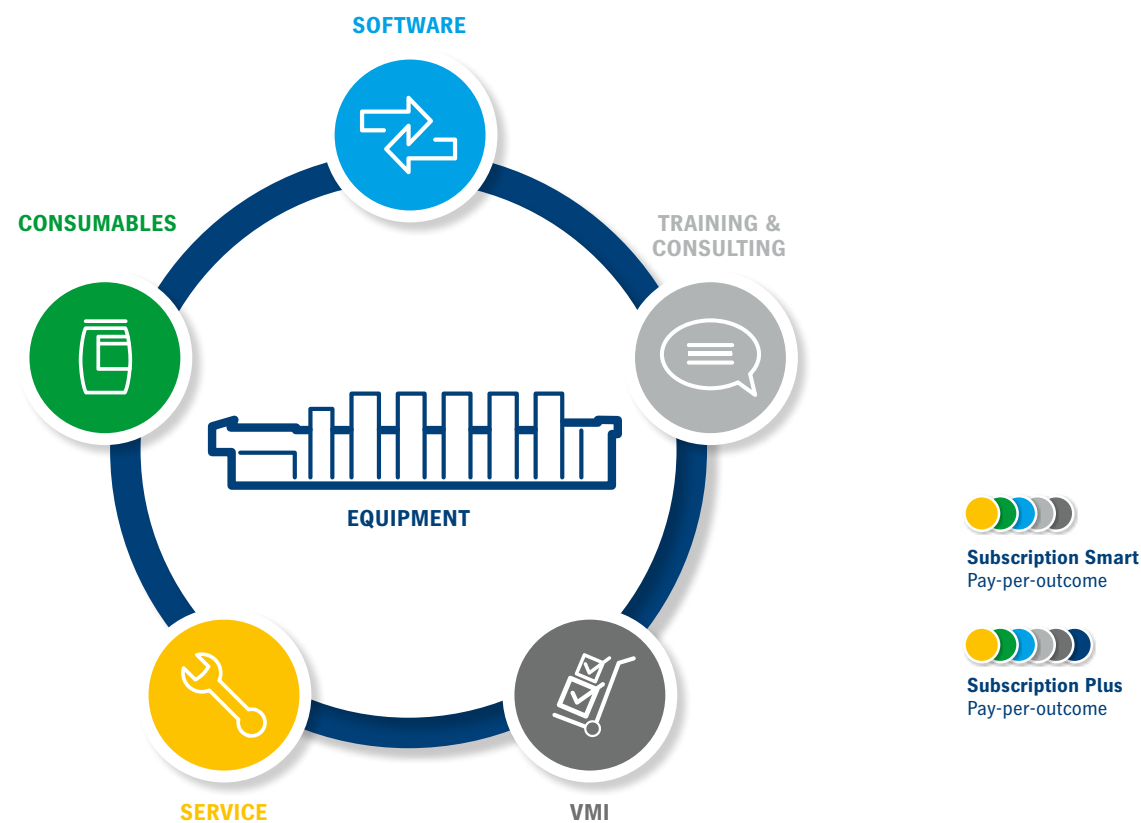 SOFTWARE
CONSUMABLES
TRAINING &
CONSULTING
EQUIPMENT
SERVICE
VMI
Subscription Smart
Pay-per-outcome
Subscription Plus
Pay-per-outcome